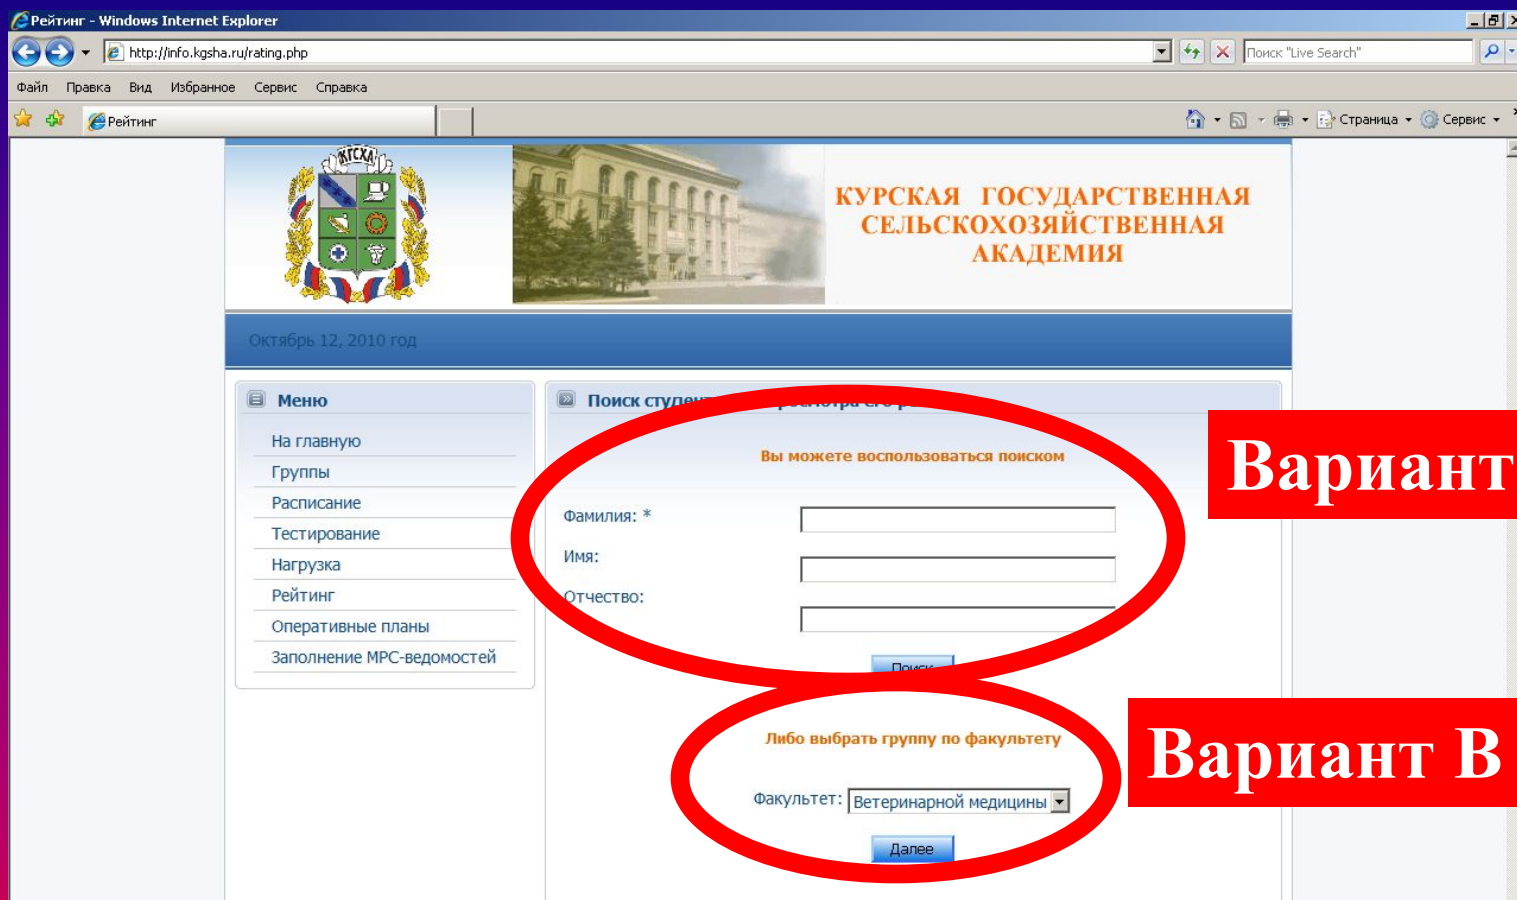 Рейтинг - Windows Internet Explorer
http://info.kgsha.ru/rating.php
Поиск "Live Search"
Файл Правка Вид Избранное Сервис Справка
Рейтинг
Страница Сервис
КГСХА
КУРСКАЯ ГОСУДАРСТВЕННАЯ
СЕЛЬСКОХОЗЯЙСТВЕННАЯ
АКАДЕМИЯ
Октябрь 12, 2010 год
Меню
На главную
Группы
Расписание
Тестирование
Нагрузка
Рейтинг
Оперативные планы
Заполнение МРС-ведомостей
Поиск
Вы можете воспользоваться поиском
Фамилия: *
Имя:
Отчество:
Поиск
Вариант
Либо выбрать группу по факультету
Факультет: Ветеринарной медицины
Далее
Вариант В